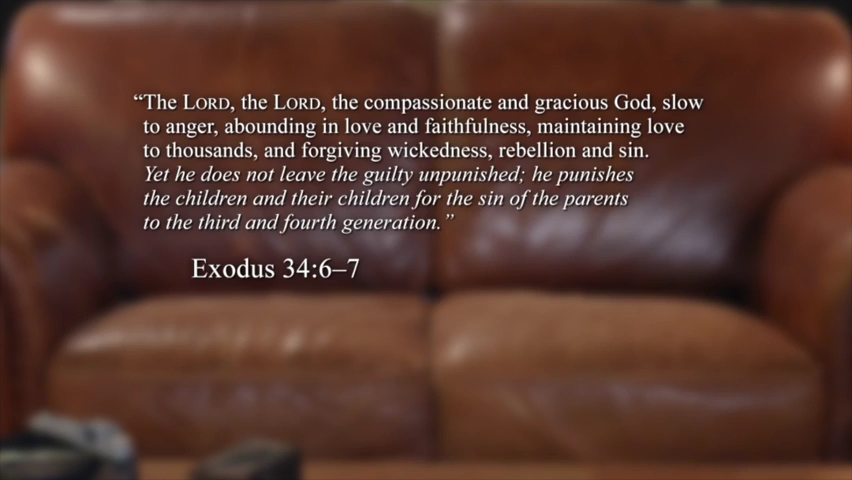 “The LORD, the LORD, the compassionate and gracious God, slow
to anger, abounding in love and faithfulness, maintaining love
to thousands, and forgiving wickedness, rebellion and sin.
Yet he does not leave the guilty unpunished; he punishes
the children and their children for the sin of the parents
to the third and fourth generation.”
Exodus 34:6–7